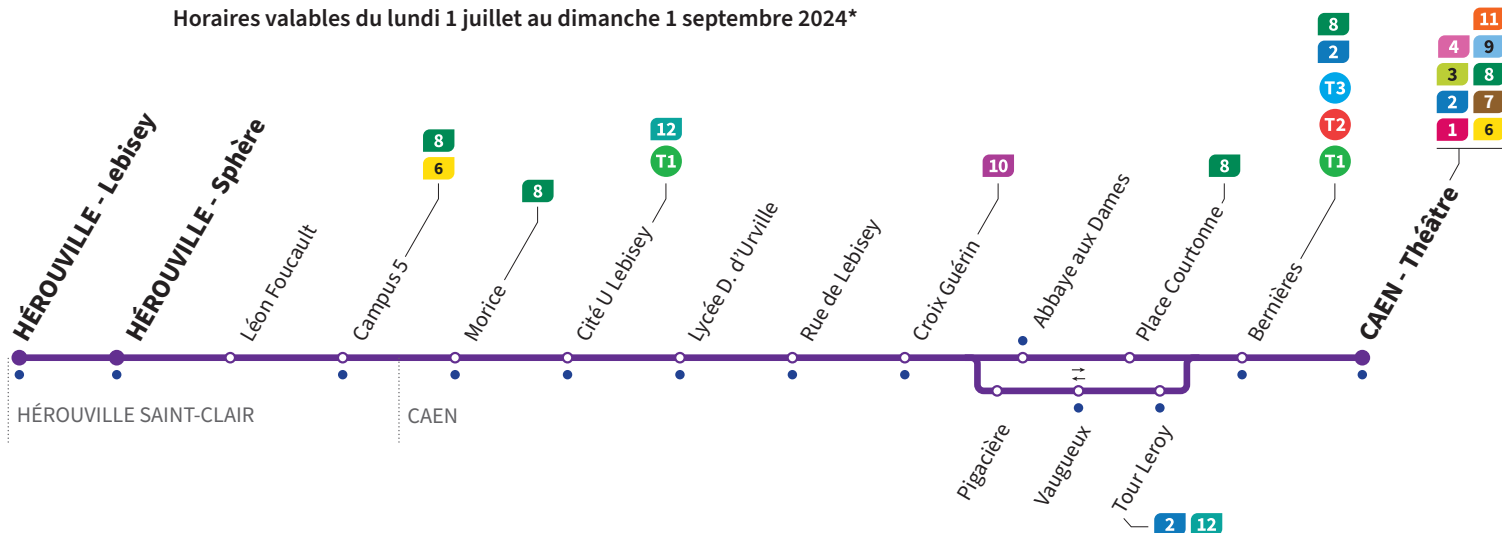 Horaires valables du lundi 1 juillet au dimanche 1 septembre 2024*
HÉROUVILLE - Lebisey
HÉROUVILLE - Sphère
Léon Foucault
8
6
Campus 5
8
Morice
12
T1
Cité U Lebisey
Lycée D. d'Urville
Rue de Lebisey
10
Croix Guérin
Abbaye aux Dames
8
Place Courtonne
8
2
T3
T2
T1
Bernières
11
4 9
3 8
2 7
1 6
CAEN - Théâtre
HÉROUVILLE SAINT-CLAIR
CAEN
Pigacière
Vaugueux
Tour Leroy
2 12